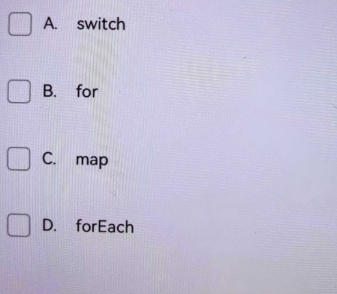 A. switch
B. for
C. map
D. forEach